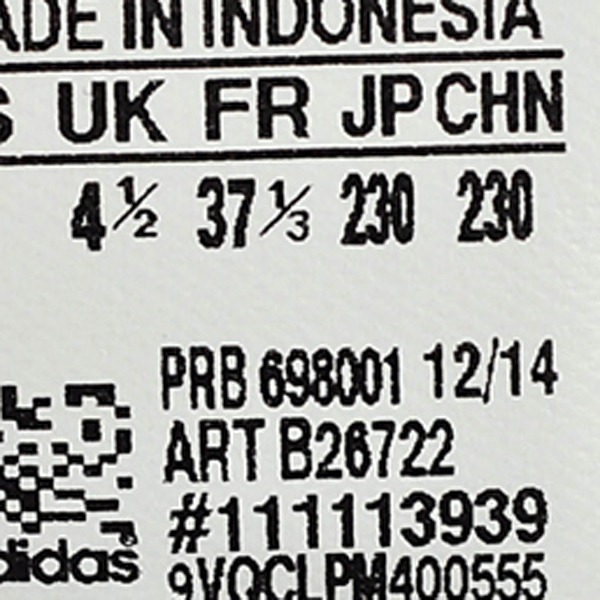 ADE IN INDONESIA
S UK FR JP CHN
4½ 37⅓ 230 230
PRB 698001 12/14
ART B26722
#111113939
adidas®
9VQCLPM400555